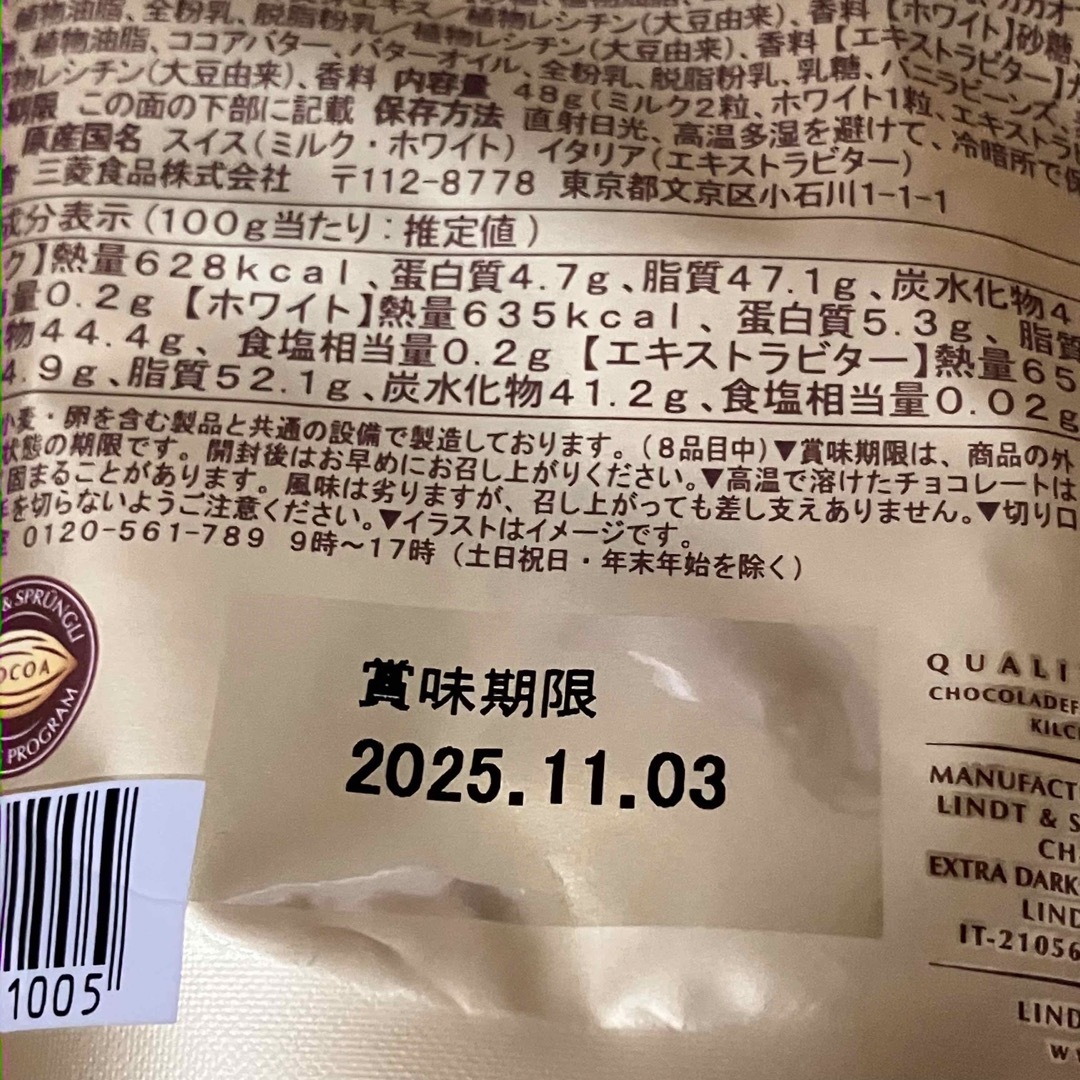 植物油脂、全粉乳、脱脂粉乳／植物レシチン(大豆由来)、香料【ホワイト】砂糖、
植物油脂、ココアバター、バターオイル、全粉乳、脱脂粉乳、乳糖、バニラビーンズ
物レシチン(大豆由来)、香料 内容量 48g(ミルク2粒、ホワイト1粒、エキストラ
期限 この面の下部に記載 保存方法 直射日光、高温多湿を避けて、冷暗所で保
原産国名 スイス(ミルク・ホワイト) イタリア(エキストラビター)
三菱食品株式会社 〒112-8778 東京都文京区小石川1-1-1
成分表示(100g当たり:推定値)
ク】熱量628kcal、蛋白質4.7g、脂質47.1g、炭水化物4
量0.2g【ホワイト】熱量635kcal、蛋白質5.3g、脂質
物44.4g、食塩相当量0.2g【エキストラビター】熱量65
4.9g、脂質52.1g、炭水化物41.2g、食塩相当量0.02g
小麦・卵を含む製品と共通の設備で製造しております。(8品目中)▼賞味期限は、商品の外
状態の期限です。開封後はお早めにお召し上がりください。▼高温で溶けたチョコレートは
固まることがあります。風味は劣りますが、召し上がっても差し支えありません。▼切り口
を切らないようご注意ください。▼イラストはイメージです。
0120-561-789 9時〜17時(土日祝日・年末年始を除く)
& SPRÜNGLI
COCOA
PROGRAM
賞味期限
2025.11.03
QUALI
CHOCOLADEF
KILC
MANUFACT
LINDT & S
CH
EXTRA DARK
LIND
IT-21056
LIND
w
1005